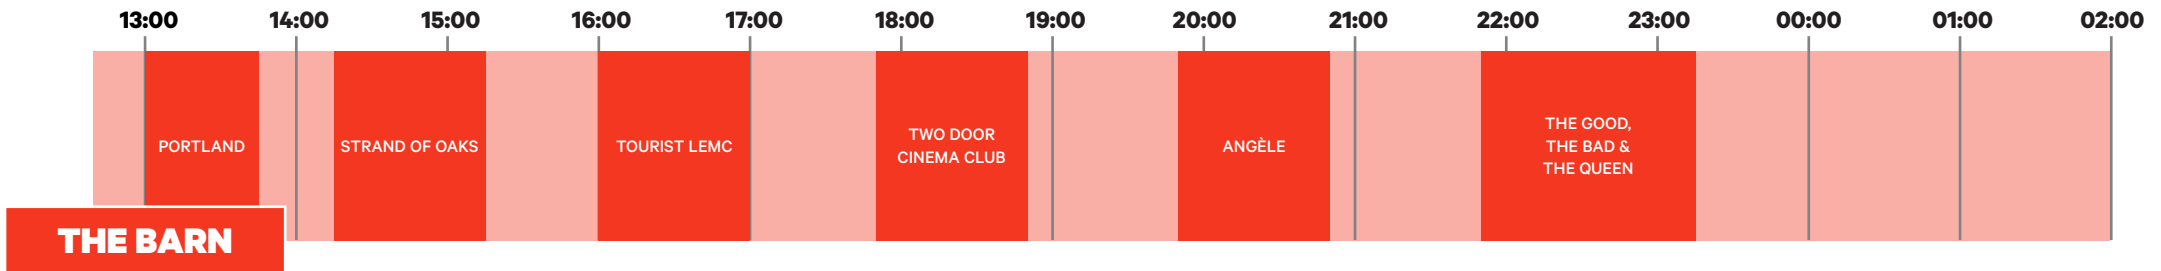 13:00 14:00 15:00 16:00 17:00 18:00 19:00 20:00 21:00 22:00 23:00 00:00 01:00 02:00
PORTLAND
STRAND OF OAKS
TOURIST LEMC
TWO DOOR
CINEMA CLUB
ANGÈLE
THE GOOD,
THE BAD &
THE QUEEN
THE BARN